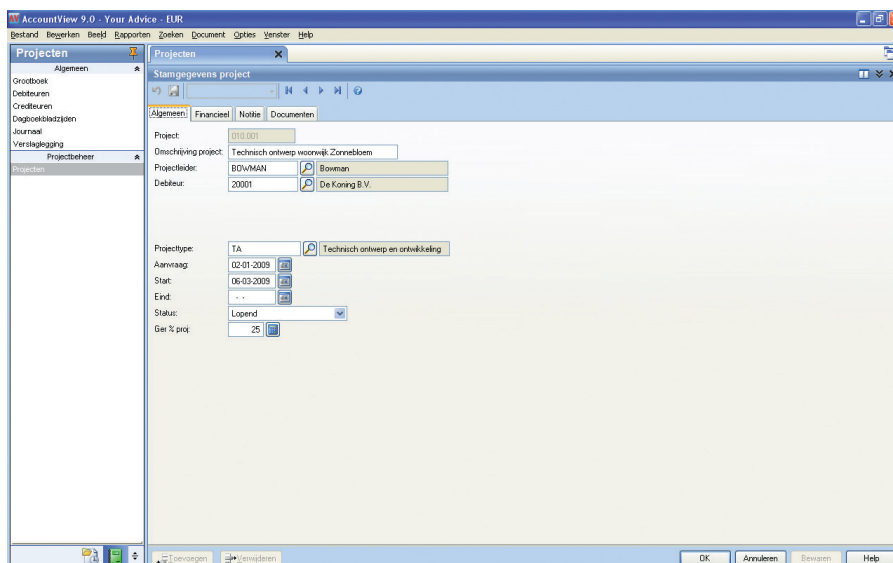 AccountView 9.0 - Your Advice - EUR
Bestand Bewerken Beeld Rapporten Zoeken Document Opties Venster Help
Projecten
Algemeen
Grootboek
Debiteuren
Crediteuren
Dagboekbladzijden
Journaal
Verslaglegging
Projectbeheer
Projecten
Projecten
Stamgegevens project
Algemeen Financieel Notitie Documenten
Project: 010.001
Omschrijving project: Technisch ontwerp woonwijk Zonnebloem
Projectleider: BOWMAN Bowman
Debiteur: 20001 De Koning B.V.
Projecttype: TA Technisch ontwerp en ontwikkeling
Aanvraag: 02-01-2009
Start: 06-03-2009
Eind: - -
Status: Lopend
Ger % proj: 25
Toevoegen Verwijderen OK Annuleren Bewaren Help